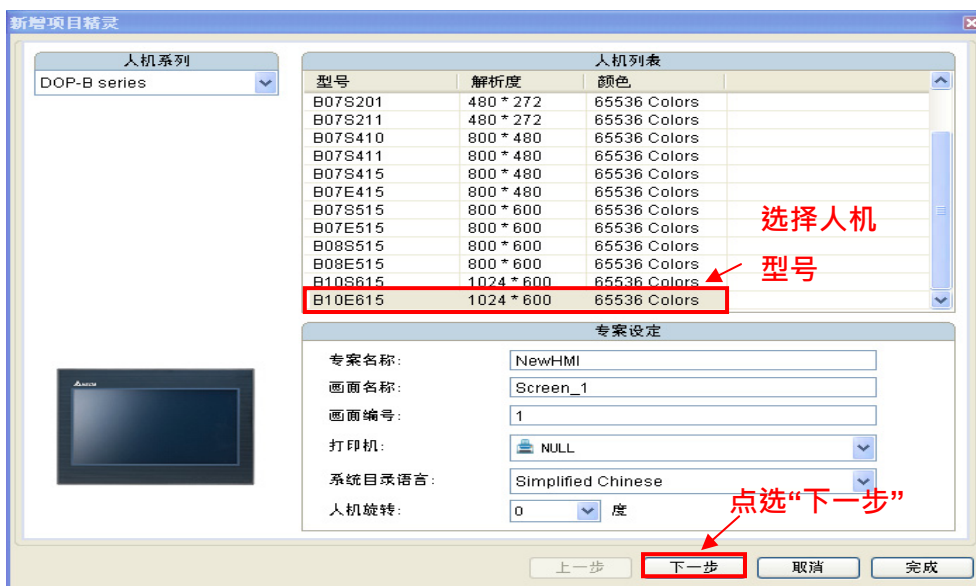 新增项目精灵
人机系列
DOP-B series
人机列表
型号 解析度 颜色
B07S201 480 * 272 65536 Colors
B07S211 480 * 272 65536 Colors
B07S410 800 * 480 65536 Colors
B07S411 800 * 480 65536 Colors
B07S415 800 * 480 65536 Colors
B07E415 800 * 480 65536 Colors
B07S515 800 * 600 65536 Colors
B07E515 800 * 600 65536 Colors
B08S515 800 * 600 65536 Colors
B08E515 800 * 600 65536 Colors
B10S615 1024 * 600 65536 Colors
B10E615 1024 * 600 65536 Colors
选择人机
型号
专案设定
专案名称: NewHMI
画面名称: Screen_1
画面编号: 1
打印机: NULL
系统目录语言: Simplified Chinese
人机旋转: 0 度
点选“下一步”
上一步 下一步 取消 完成